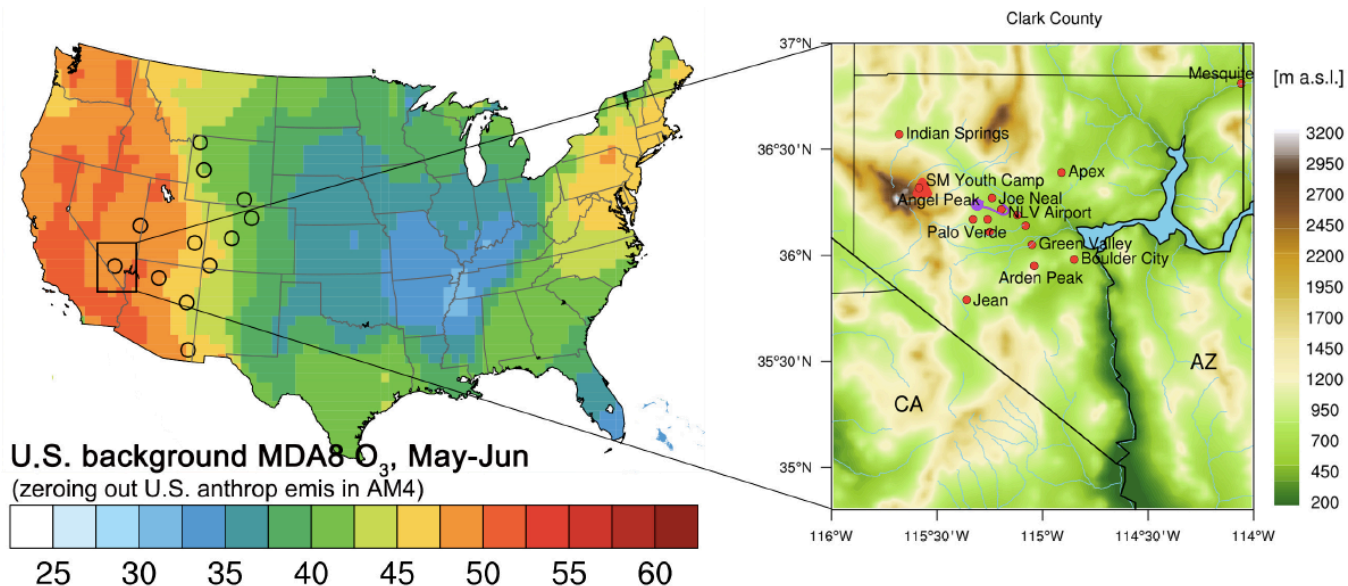 U.S. background MDA8 O₃, May-Jun
(zeroing out U.S. anthrop emis in AM4)
25 30 35 40 45 50 55 60
Clark County
37°N
36°30'N
36°N
35°30'N
35°N
116°W 115°30'W 115°W 114°30'W 114°W
Mesquite
Indian Springs
Apex
SM Youth Camp
Angel Peak
Joe Neal
NLV Airport
Palo Verde
Green Valley
Boulder City
Arden Peak
Jean
CA
AZ
[m a.s.l.]
3200
2950
2700
2450
2200
1950
1700
1450
1200
950
700
450
200